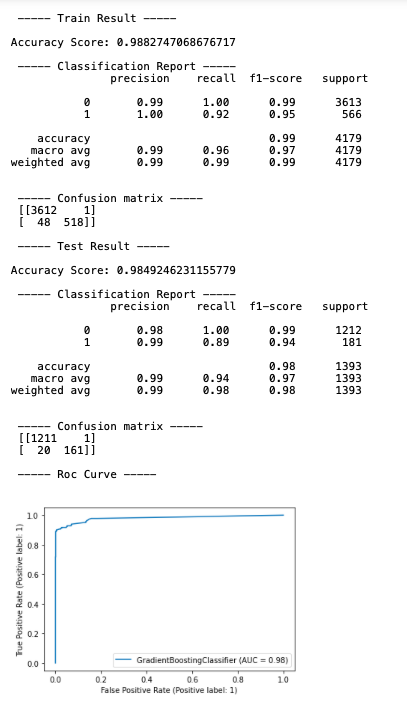 ----- Train Result -----
Accuracy Score: 0.9882747068676717
----- Classification Report -----
precision recall f1-score support
0 0.99 1.00 0.99 3613
1 1.00 0.92 0.95 566
accuracy 0.99 4179
macro avg 0.99 0.96 0.97 4179
weighted avg 0.99 0.99 0.99 4179
----- Confusion matrix -----
[[3612 1]
[ 48 518]]
----- Test Result -----
Accuracy Score: 0.9849246231155779
----- Classification Report -----
precision recall f1-score support
0 0.98 1.00 0.99 1212
1 0.99 0.89 0.94 181
accuracy 0.98 1393
macro avg 0.99 0.94 0.97 1393
weighted avg 0.99 0.98 0.98 1393
----- Confusion matrix -----
[[1211 1]
[ 20 161]]
----- Roc Curve -----
True Positive Rate (Positive label: 1)
1.0
0.8
0.6
0.4
0.2
0.0
GradientBoostingClassifier (AUC = 0.98)
0.0 0.2 0.4 0.6 0.8 1.0
False Positive Rate (Positive label: 1)